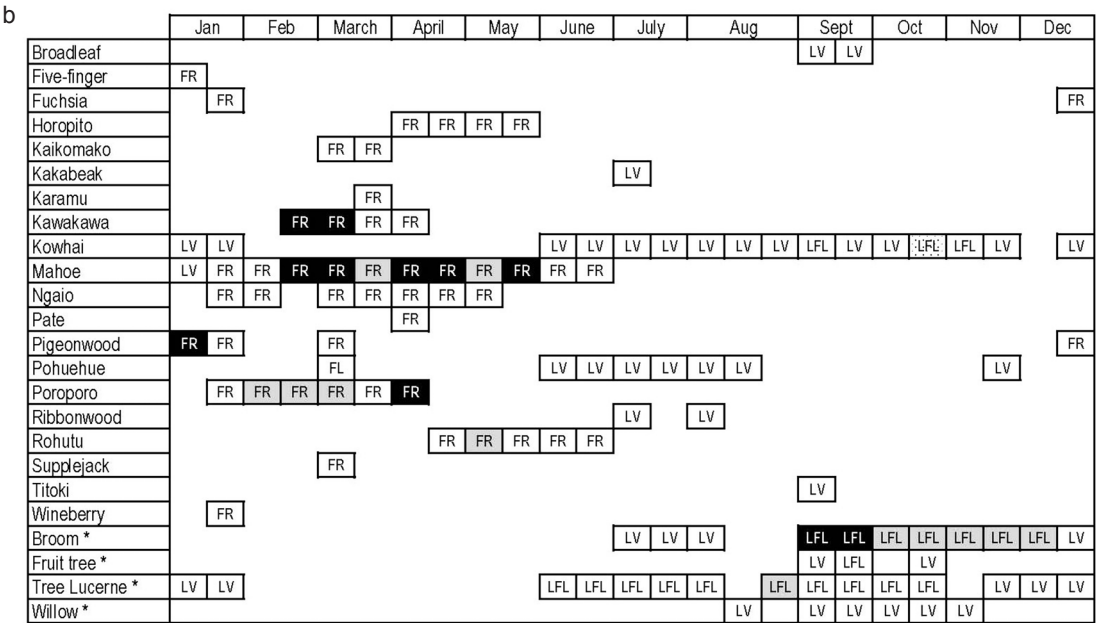 b
Jan Feb March April May June July Aug Sept Oct Nov Dec
Broadleaf LV LV
Five-finger FR
Fuchsia FR FR
Horopito FR FR FR FR
Kaikomako FR FR
Kakabeak LV
Karamu FR
Kawakawa FR FR FR FR
Kowhai LV LV LV LV LV LV LV LV LV LFL LV LV LFL LFL LV LV
Mahoe LV FR FR FR FR FR FR FR FR FR FR FR
Ngaio FR FR FR FR FR FR FR
Pate FR
Pigeonwood FR FR FR FR
Pohuehue FL LV LV LV LV LV LV LV
Poroporo FR FR FR FR FR FR
Ribbonwood LV LV
Rohutu FR FR FR FR FR
Supplejack FR
Titoki LV
Wineberry FR
Broom * LV LV LV LFL LFL LFL LFL LFL LFL LFL LV
Fruit tree * LV LFL LV
Tree Lucerne * LV LV LFL LFL LFL LFL LFL LFL LFL LFL LFL LFL LV LV LV
Willow * LV LV LV LV LV LV